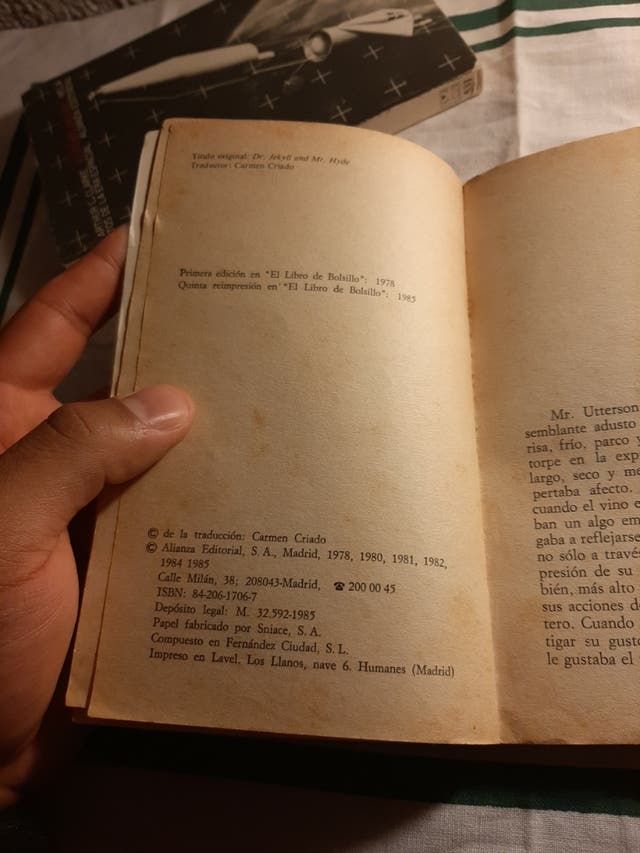 Título original: Dr. Jekyll and Mr. Hyde
Traductor: Carmen Criado
Primera edición en "El Libro de Bolsillo": 1978
Quinta reimpresión en "El Libro de Bolsillo": 1985
© de la traducción: Carmen Criado
© Alianza Editorial, S. A., Madrid, 1978, 1980, 1981, 1982,
1984 1985
Calle Milán, 38; 208043-Madrid, ☎ 200 00 45
ISBN: 84-206-1706-7
Depósito legal: M. 32.592-1985
Papel fabricado por Sniace, S. A.
Compuesto en Fernández Ciudad, S. L.
Impreso en Lavel. Los Llanos, nave 6. Humanes (Madrid)
Mr. Utterson
semblante adusto
risa, frío, parco y
torpe en la exp
largo, seco y me
pertaba afecto.
cuando el vino e
ban un algo em
gaba a reflejarse
no sólo a través
presión de su
bién, más alto
sus acciones d
tero. Cuando
tigar su gusto
le gustaba el